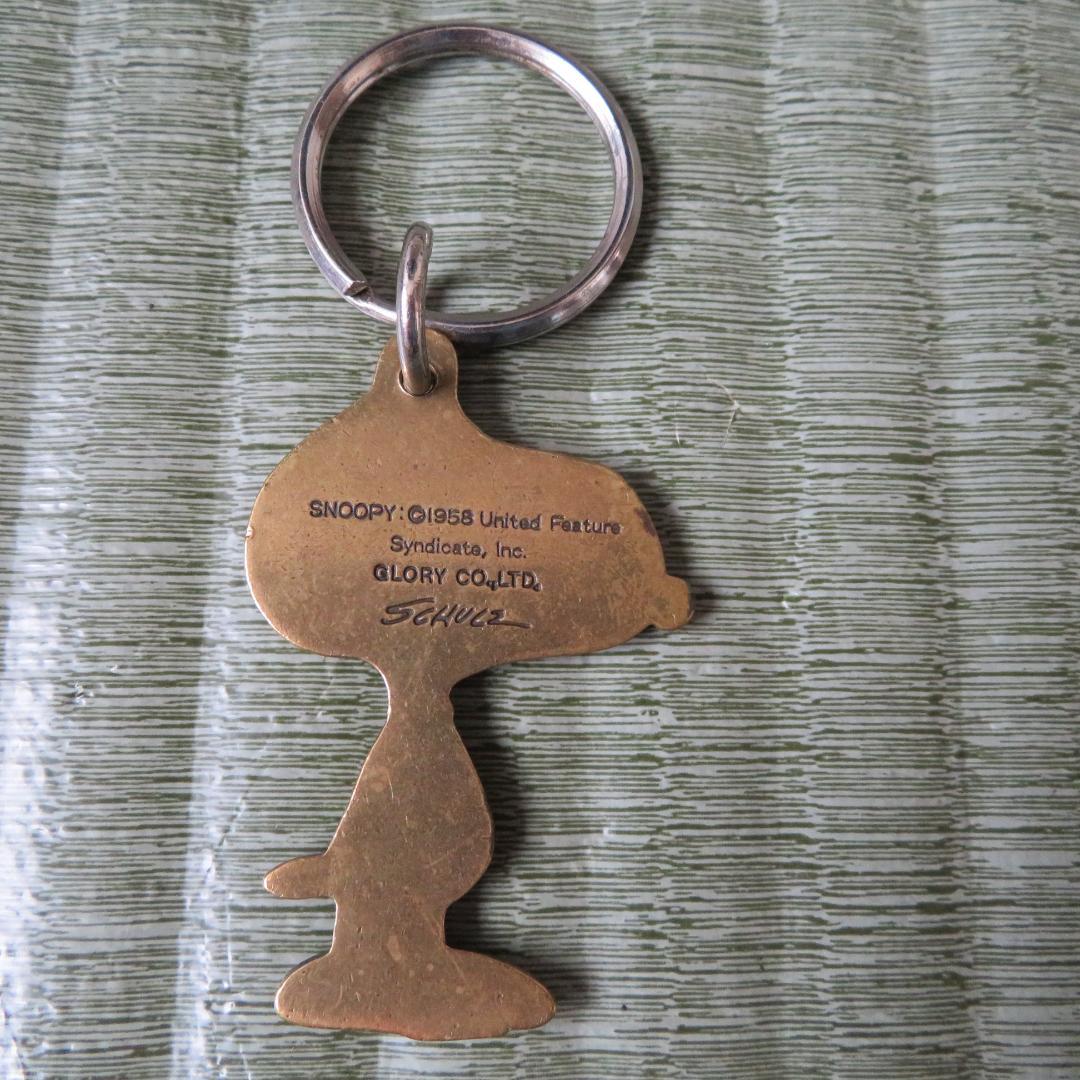 SNOOPY: ©1958 United Feature
Syndicate, Inc.
GLORY CO.,LTD.
SCHULZ